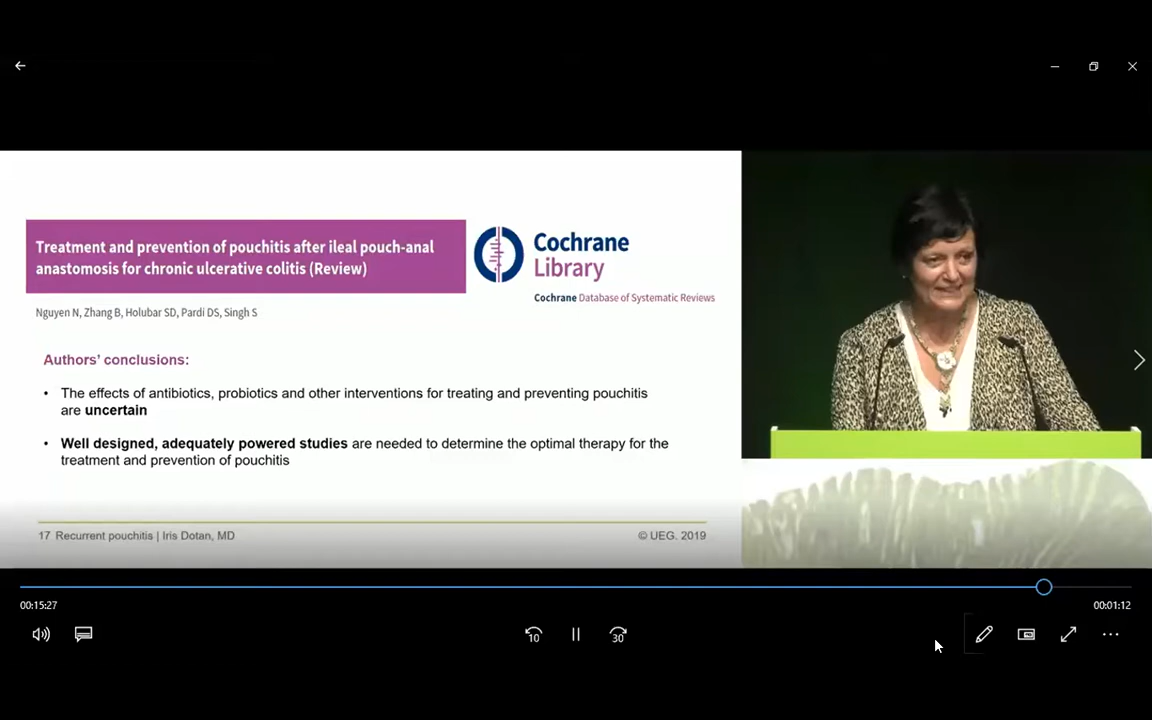 Treatment and prevention of pouchitis after ileal pouch-anal
anastomosis for chronic ulcerative colitis (Review)
Cochrane
Library
Cochrane Database of Systematic Reviews
Nguyen N, Zhang B, Holubar SD, Pardi DS, Singh S
Authors' conclusions:
• The effects of antibiotics, probiotics and other interventions for treating and preventing pouchitis
are uncertain
• Well designed, adequately powered studies are needed to determine the optimal therapy for the
treatment and prevention of pouchitis
17 Recurrent pouchitis | Iris Dotan, MD
© UEG. 2019
00:15:27
00:01:12
10
30